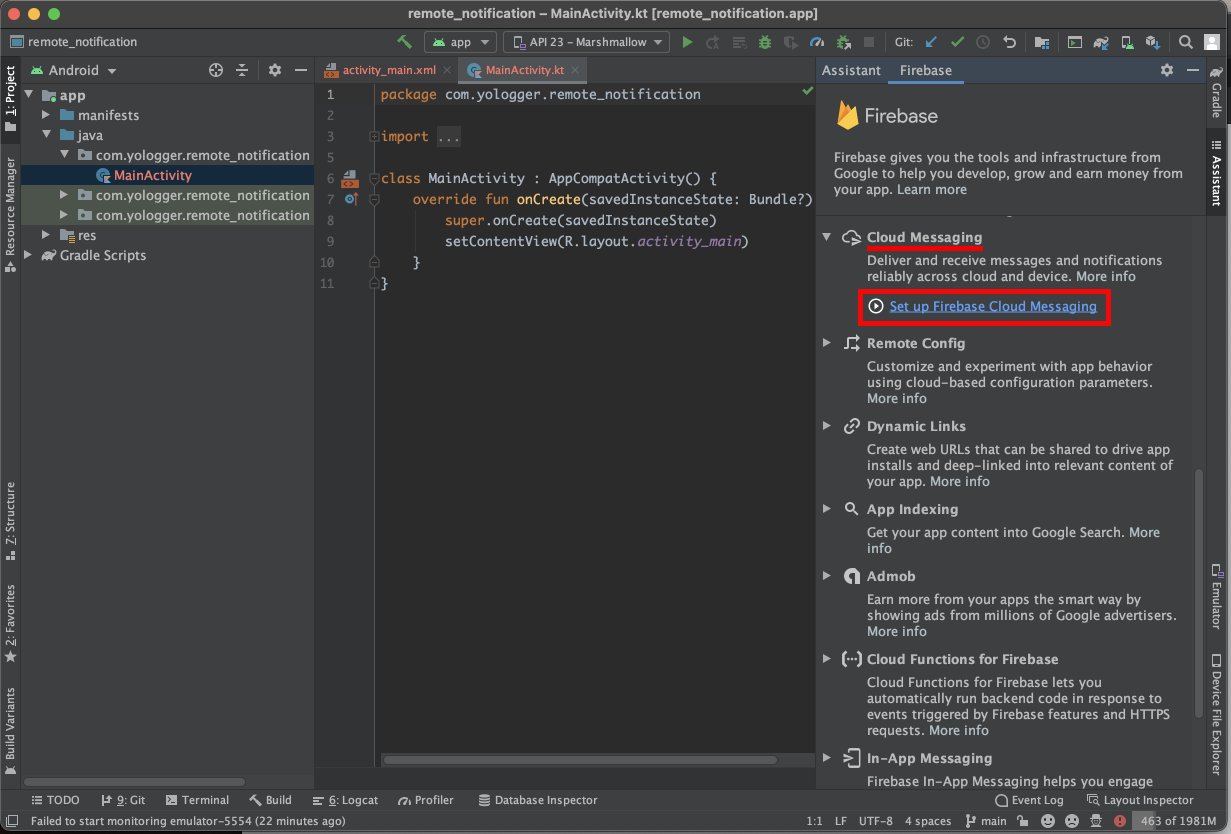 remote_notification – MainActivity.kt [remote_notification.app]
remote_notification
app
API 23 – Marshmallow
Git:
1: Project
Resource Manager
Z: Structure
2: Favorites
Build Variants
Android
app
manifests
java
com.yologger.remote_notification
MainActivity
com.yologger.remote_notification
com.yologger.remote_notification
res
Gradle Scripts
activity_main.xml
MainActivity.kt
1 package com.yologger.remote_notification
2
3 import ...
5
6 class MainActivity : AppCompatActivity() {
7 override fun onCreate(savedInstanceState: Bundle?)
8 super.onCreate(savedInstanceState)
9 setContentView(R.layout.activity_main)
10 }
11 }
Assistant
Firebase
Firebase
Firebase gives you the tools and infrastructure from
Google to help you develop, grow and earn money from
your app. Learn more
Cloud Messaging
Deliver and receive messages and notifications
reliably across cloud and device. More info
Set up Firebase Cloud Messaging
Remote Config
Customize and experiment with app behavior
using cloud-based configuration parameters.
More info
Dynamic Links
Create web URLs that can be shared to drive app
installs and deep-linked into relevant content of
your app. More info
App Indexing
Get your app content into Google Search. More
info
Admob
Earn more from your apps the smart way by
showing ads from millions of Google advertisers.
More info
Cloud Functions for Firebase
Cloud Functions for Firebase lets you
automatically run backend code in response to
events triggered by Firebase features and HTTPS
requests. More info
In-App Messaging
Firebase In-App Messaging helps you engage
Gradle
Assistant
Emulator
Device File Explorer
TODO
9: Git
Terminal
Build
6: Logcat
Profiler
Database Inspector
Event Log
Layout Inspector
Failed to start monitoring emulator-5554 (22 minutes ago)
1:1
LF
UTF-8
4 spaces
main
463 of 1981M